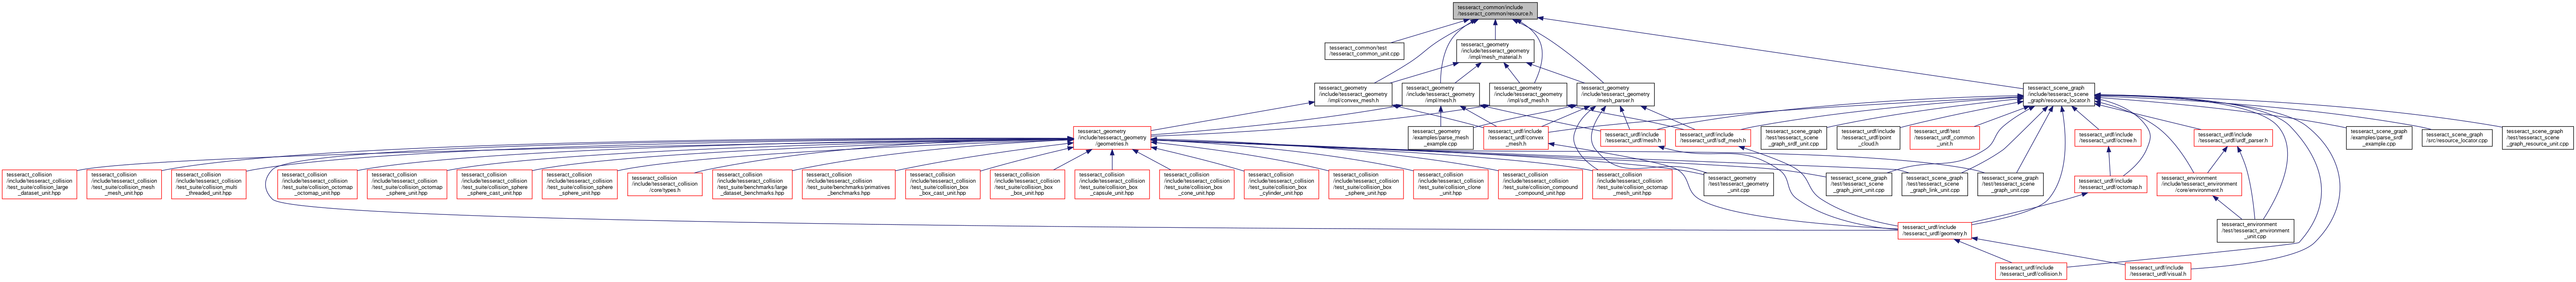 tesseract_common/include
/tesseract_common/resource.h
tesseract_common/test
/tesseract_common_unit.cpp
tesseract_geometry
/include/tesseract_geometry
/impl/mesh_material.h
tesseract_geometry
/include/tesseract_geometry
/impl/convex_mesh.h
tesseract_geometry
/include/tesseract_geometry
/impl/mesh.h
tesseract_geometry
/include/tesseract_geometry
/impl/sdf_mesh.h
tesseract_geometry
/include/tesseract_geometry
/mesh_parser.h
tesseract_scene_graph
/include/tesseract_scene
_graph/resource_locator.h
tesseract_geometry
/include/tesseract_geometry
/geometries.h
tesseract_geometry
/examples/parse_mesh
_example.cpp
tesseract_urdf/include
/tesseract_urdf/convex
_mesh.h
tesseract_urdf/include
/tesseract_urdf/mesh.h
tesseract_urdf/include
/tesseract_urdf/sdf_mesh.h
tesseract_scene_graph
/test/tesseract_scene
_graph_srdf_unit.cpp
tesseract_urdf/include
/tesseract_urdf/point
_cloud.h
tesseract_urdf/test
/tesseract_urdf_common
_unit.h
tesseract_urdf/include
/tesseract_urdf/octree.h
tesseract_urdf/include
/tesseract_urdf/urdf_parser.h
tesseract_scene_graph
/examples/parse_srdf
_example.cpp
tesseract_scene_graph
/src/resource_locator.cpp
tesseract_scene_graph
/test/tesseract_scene
_graph_resource_unit.cpp
tesseract_collision
/include/tesseract_collision
/test_suite/collision_large
_dataset_unit.hpp
tesseract_collision
/include/tesseract_collision
/test_suite/collision_mesh
_mesh_unit.hpp
tesseract_collision
/include/tesseract_collision
/test_suite/collision_multi
_threaded_unit.hpp
tesseract_collision
/include/tesseract_collision
/test_suite/collision_octomap
_octomap_unit.hpp
tesseract_collision
/include/tesseract_collision
/test_suite/collision_octomap
_sphere_unit.hpp
tesseract_collision
/include/tesseract_collision
/test_suite/collision_sphere
_sphere_cast_unit.hpp
tesseract_collision
/include/tesseract_collision
/test_suite/collision_sphere
_sphere_unit.hpp
tesseract_collision
/include/tesseract_collision
/core/types.h
tesseract_collision
/include/tesseract_collision
/test_suite/benchmarks/large
_dataset_benchmarks.hpp
tesseract_collision
/include/tesseract_collision
/test_suite/benchmarks/primatives
_benchmarks.hpp
tesseract_collision
/include/tesseract_collision
/test_suite/collision_box
_box_cast_unit.hpp
tesseract_collision
/include/tesseract_collision
/test_suite/collision_box
_box_unit.hpp
tesseract_collision
/include/tesseract_collision
/test_suite/collision_box
_capsule_unit.hpp
tesseract_collision
/include/tesseract_collision
/test_suite/collision_box
_cone_unit.hpp
tesseract_collision
/include/tesseract_collision
/test_suite/collision_box
_cylinder_unit.hpp
tesseract_collision
/include/tesseract_collision
/test_suite/collision_box
_sphere_unit.hpp
tesseract_collision
/include/tesseract_collision
/test_suite/collision_clone
_unit.hpp
tesseract_collision
/include/tesseract_collision
/test_suite/collision_compound
_compound_unit.hpp
tesseract_collision
/include/tesseract_collision
/test_suite/collision_octomap
_mesh_unit.hpp
tesseract_geometry
/test/tesseract_geometry
_unit.cpp
tesseract_scene_graph
/test/tesseract_scene
_graph_joint_unit.cpp
tesseract_scene_graph
/test/tesseract_scene
_graph_link_unit.cpp
tesseract_scene_graph
/test/tesseract_scene
_graph_unit.cpp
tesseract_urdf/include
/tesseract_urdf/octomap.h
tesseract_environment
/include/tesseract_environment
/core/environment.h
tesseract_urdf/include
/tesseract_urdf/geometry.h
tesseract_environment
/test/tesseract_environment
_unit.cpp
tesseract_urdf/include
/tesseract_urdf/collision.h
tesseract_urdf/include
/tesseract_urdf/visual.h